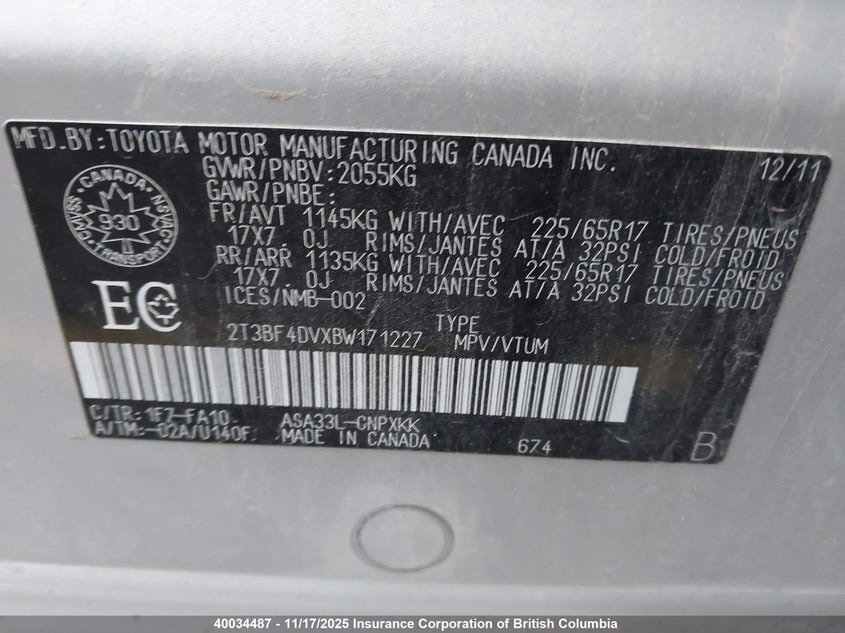 MFD.BY:TOYOTA MOTOR MANUFACTURING CANADA INC. 12/11
GVWR/PNBV:2055KG
GAWR/PNBE:
FR/AVT 1145KG WITH/AVEC 225/65R17 TIRES/PNEUS
17X7.0J RIMS/JANTES AT/A 32PSI COLD/FROID
RR/ARR 1135KG WITH/AVEC 225/65R17 TIRES/PNEUS
17X7.0J RIMS/JANTES AT/A 32PSI COLD/FROID
ICES/NMB-002
CANADA
CMVSS
NSVAC
930
TRANSPORT
EC
2T3BF4DVXBW171227
TYPE
MPV/VTUM
C/TR: 1F7-FA10 ASA33L-CNPXKK
A/TM:-02A/U140F MADE IN CANADA 674 B
40034487 - 11/17/2025 Insurance Corporation of British Columbia